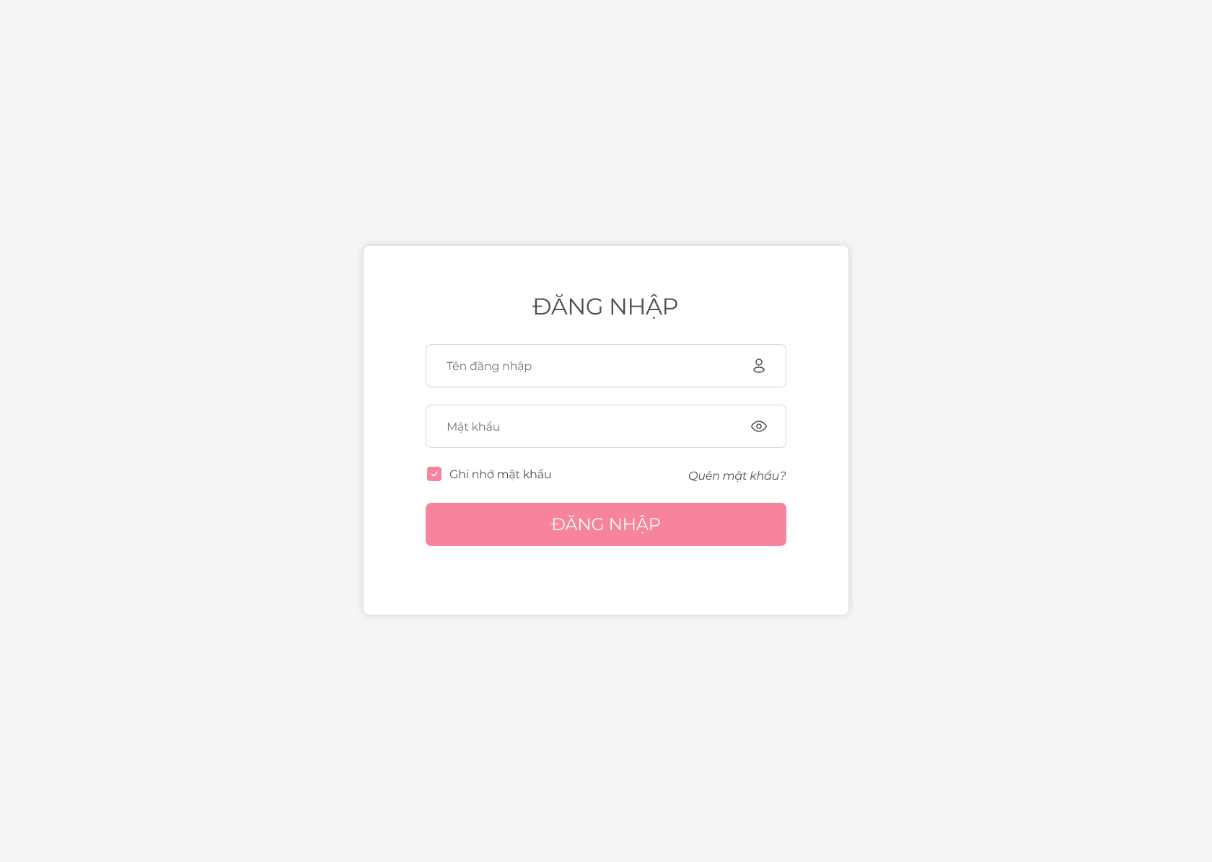 ĐĂNG NHẬP
Tên đăng nhập
Mật khẩu
Ghi nhớ mật khẩu
Quên mật khẩu?
ĐĂNG NHẬP